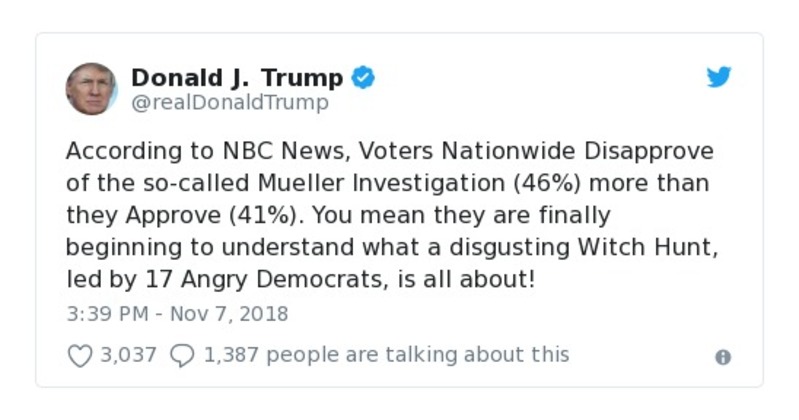 Donald J. Trump
@realDonaldTrump
According to NBC News, Voters Nationwide Disapprove
of the so-called Mueller Investigation (46%) more than
they Approve (41%). You mean they are finally
beginning to understand what a disgusting Witch Hunt,
led by 17 Angry Democrats, is all about!
3:39 PM - Nov 7, 2018
3,037 1,387 people are talking about this